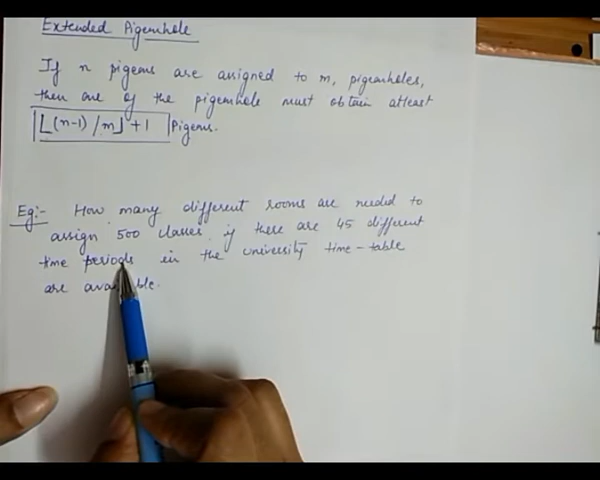 Extended Pigeonhole
If n pigeons are assigned to m, pigeonholes,
then one of the pigeonhole must obtain atleast
⌊(n-1)/m⌋+1 Pigeons.
Eg:- How many different rooms are needed to
assign 500 classes, if there are 45 different
time periods in the university time-table
are available.